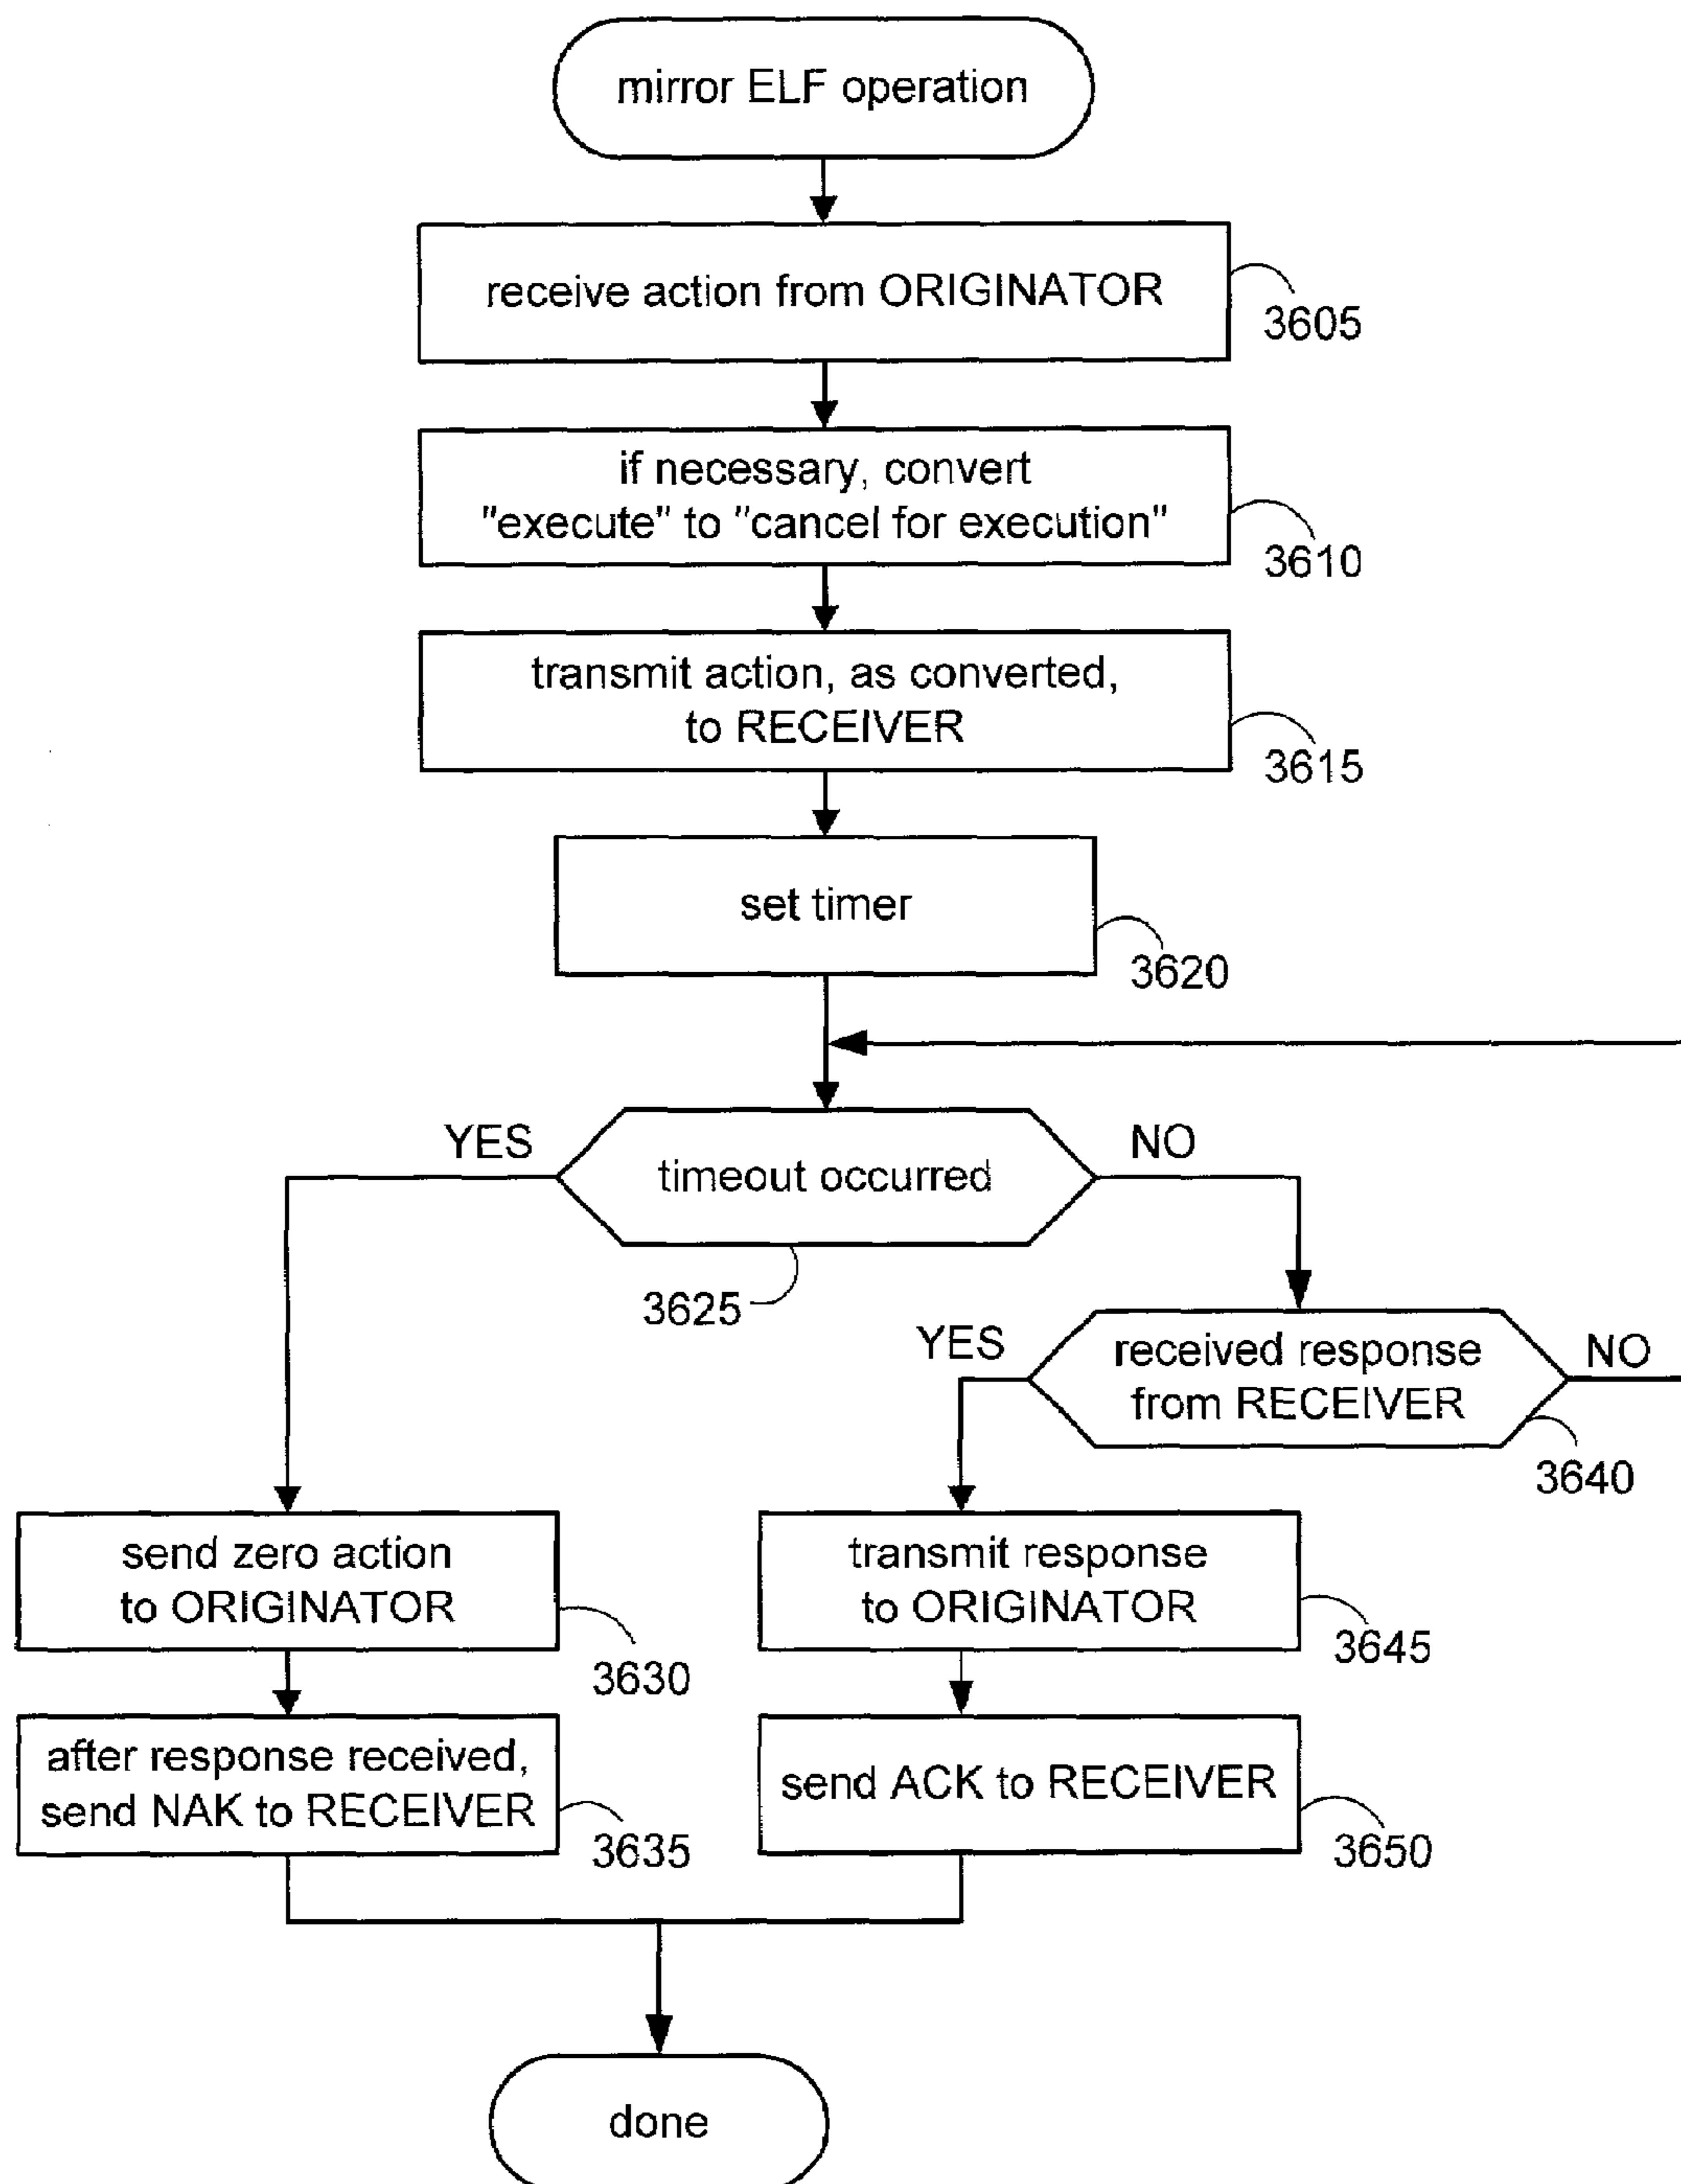 mirror ELF operation
receive action from ORIGINATOR
3605
if necessary, convert
"execute" to "cancel for execution"
3610
transmit action, as converted,
to RECEIVER
3615
set timer
3620
YES
timeout occurred
NO
3625
YES
received response
from RECEIVER
NO
3640
send zero action
to ORIGINATOR
3630
transmit response
to ORIGINATOR
3645
after response received,
send NAK to RECEIVER
3635
send ACK to RECEIVER
3650
done